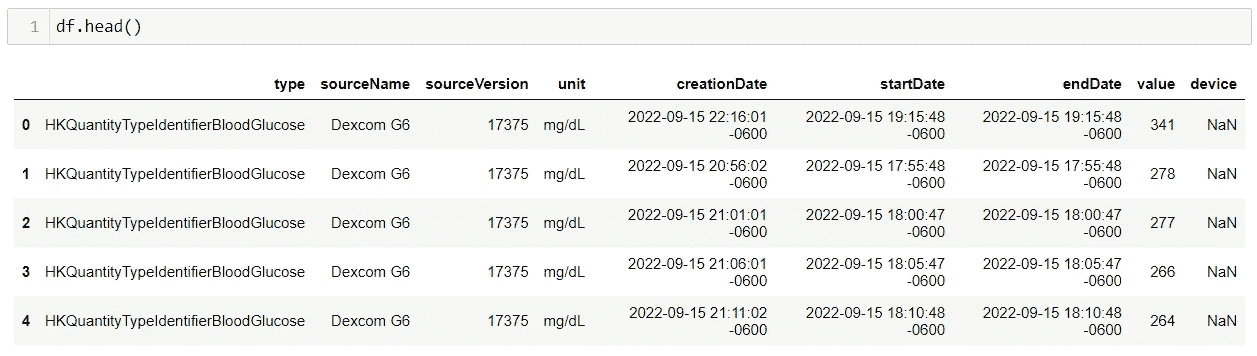 1 df.head()
type sourceName sourceVersion unit creationDate startDate endDate value device
0 HKQuantityTypeIdentifierBloodGlucose Dexcom G6 17375 mg/dL 2022-09-15 22:16:01 -0600 2022-09-15 19:15:48 -0600 2022-09-15 19:15:48 -0600 341 NaN
1 HKQuantityTypeIdentifierBloodGlucose Dexcom G6 17375 mg/dL 2022-09-15 20:56:02 -0600 2022-09-15 17:55:48 -0600 2022-09-15 17:55:48 -0600 278 NaN
2 HKQuantityTypeIdentifierBloodGlucose Dexcom G6 17375 mg/dL 2022-09-15 21:01:01 -0600 2022-09-15 18:00:47 -0600 2022-09-15 18:00:47 -0600 277 NaN
3 HKQuantityTypeIdentifierBloodGlucose Dexcom G6 17375 mg/dL 2022-09-15 21:06:01 -0600 2022-09-15 18:05:47 -0600 2022-09-15 18:05:47 -0600 266 NaN
4 HKQuantityTypeIdentifierBloodGlucose Dexcom G6 17375 mg/dL 2022-09-15 21:11:02 -0600 2022-09-15 18:10:48 -0600 2022-09-15 18:10:48 -0600 264 NaN